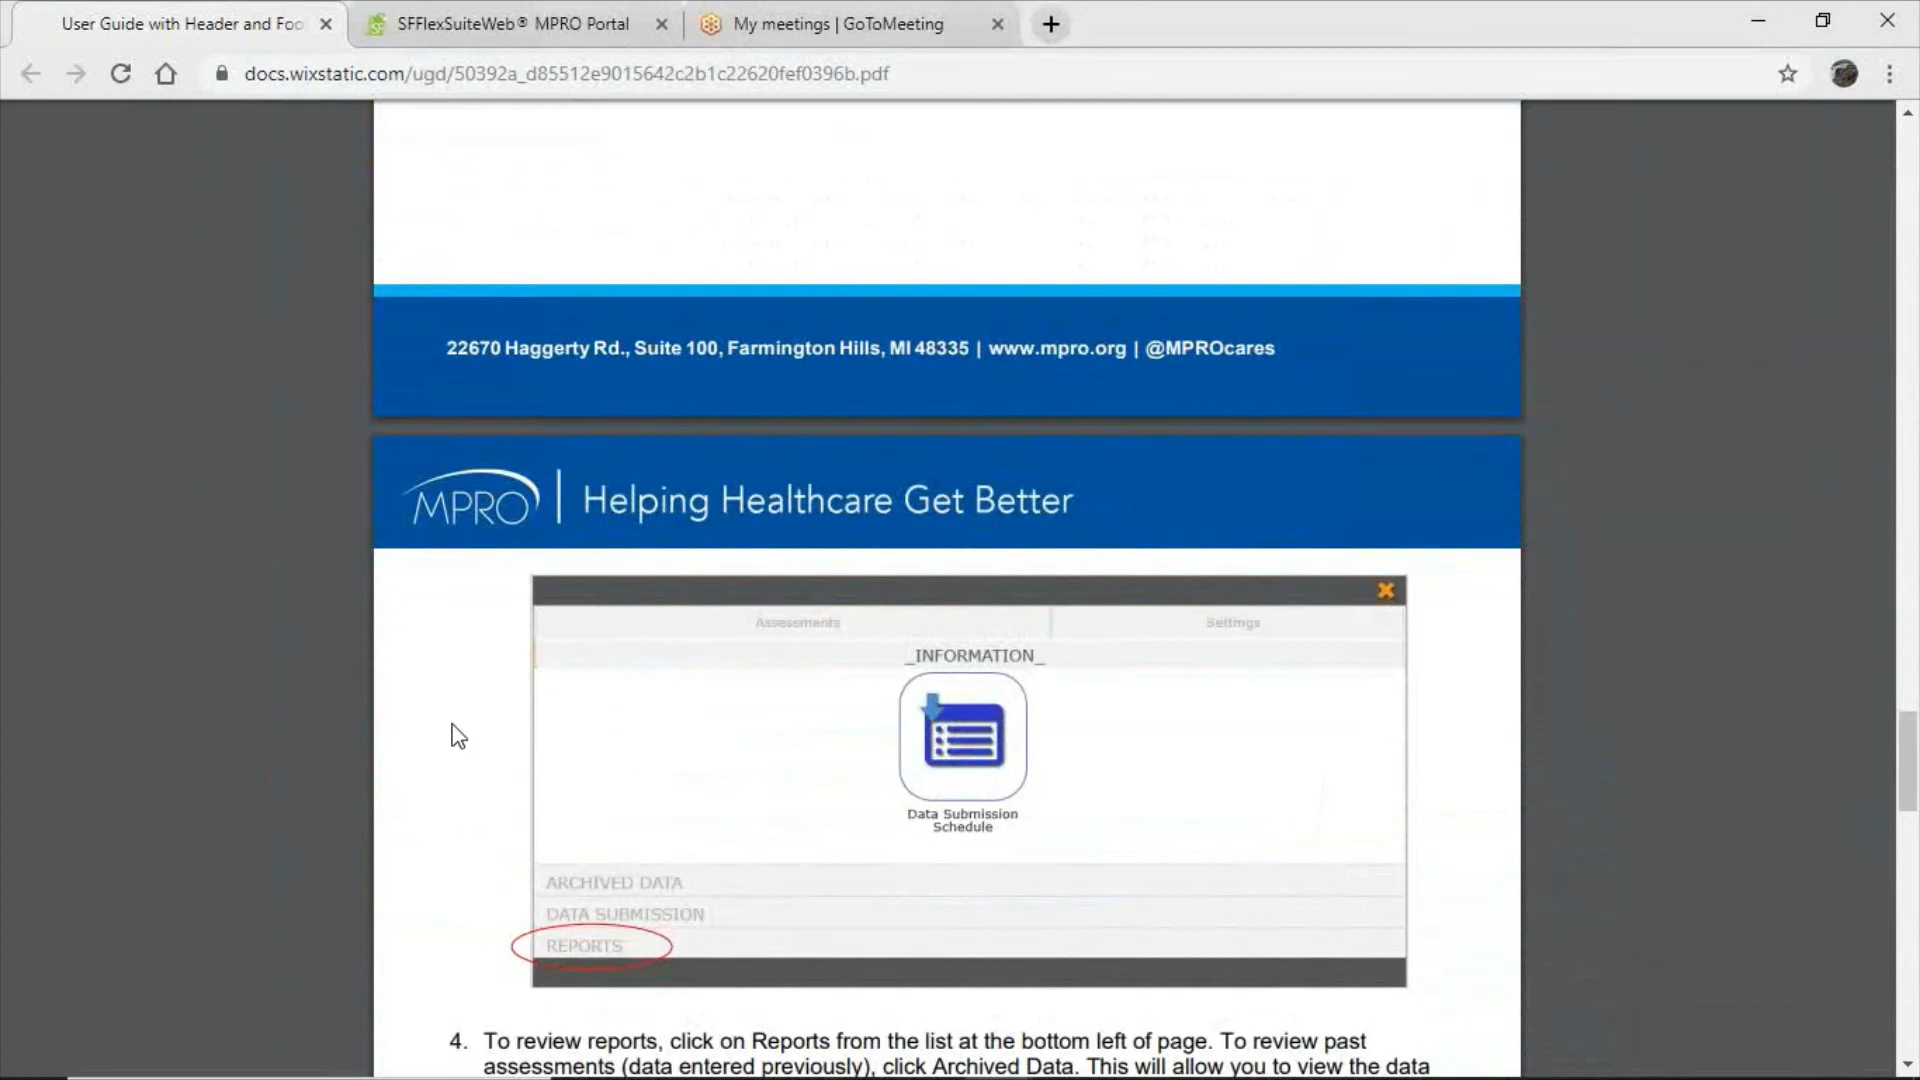 User Guide with Header and Foo
SFFlexSuiteWeb® MPRO Portal
My meetings | GoToMeeting
docs.wixstatic.com/ugd/50392a_d85512e9015642c2b1c22620fef0396b.pdf
22670 Haggerty Rd., Suite 100, Farmington Hills, MI 48335 | www.mpro.org | @MPROcares
MPRO | Helping Healthcare Get Better
Assessments
Settings
_INFORMATION_
Data Submission
Schedule
ARCHIVED DATA
DATA SUBMISSION
REPORTS
4. To review reports, click on Reports from the list at the bottom left of page. To review past
assessments (data entered previously), click Archived Data. This will allow you to view the data